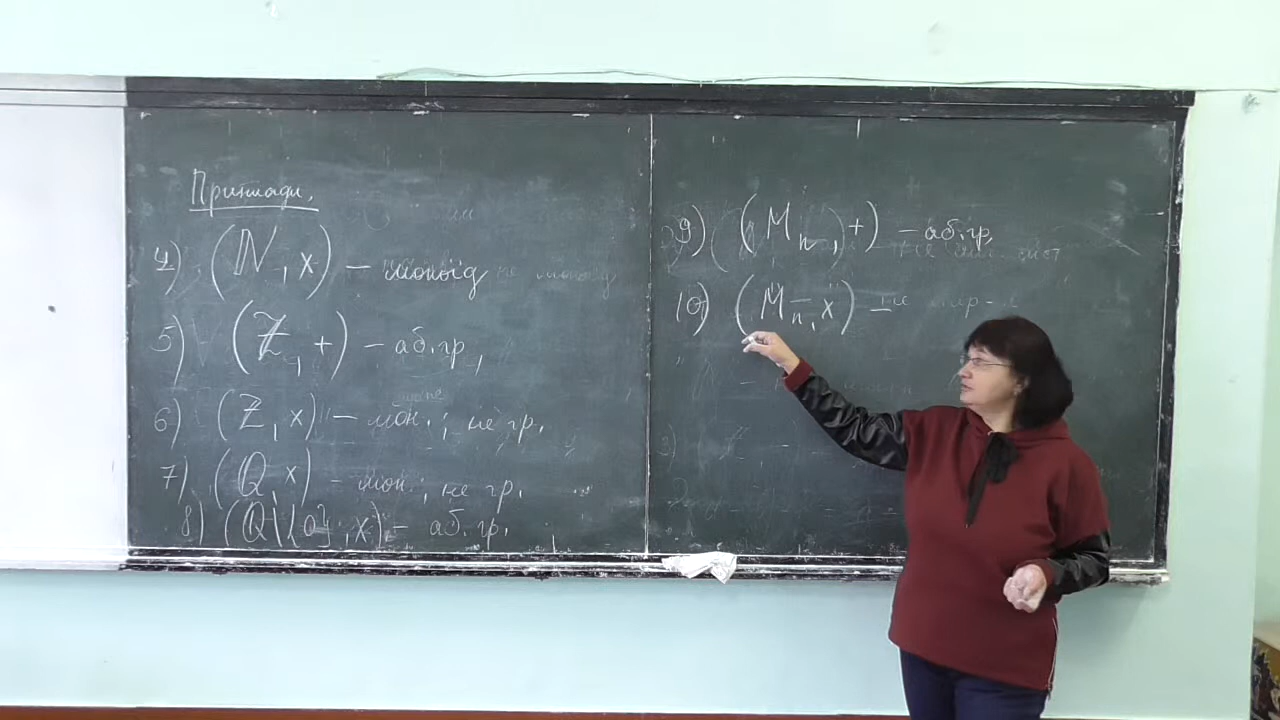 Приклади.
4) (ℕ, ×) – моноїд
5) (ℤ, +) – аб. гр.
6) (ℤ, ×) – мон.; не гр.
7) (ℚ, ×) – мон.; не гр.
8) (ℚ\{0}; ×) – аб. гр.
9) (Mₙ, +) – аб. гр.
10) (Mₙ, ×) –